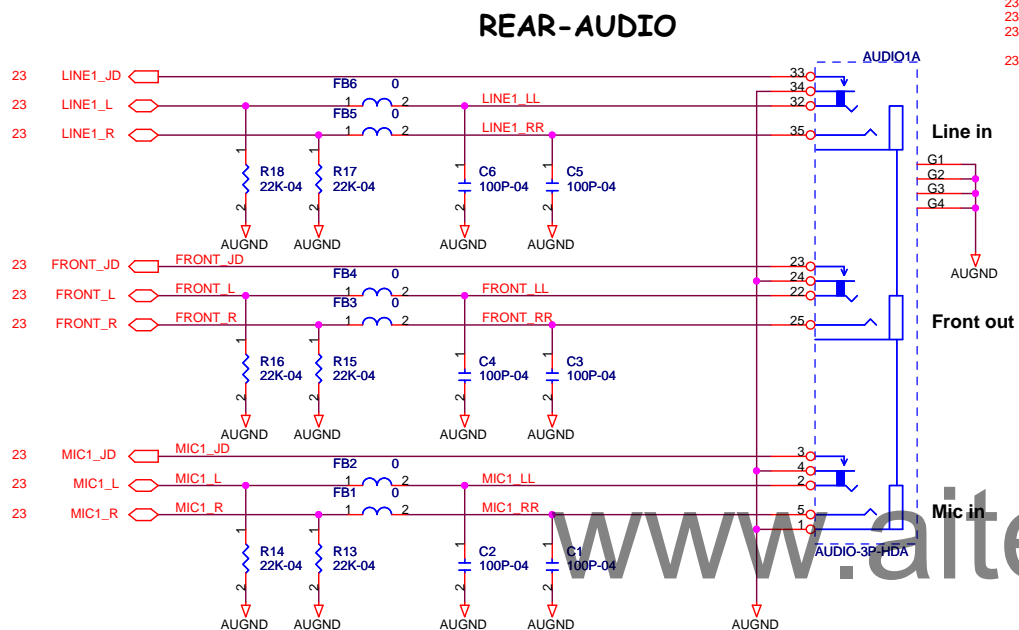 REAR-AUDIO
23
23
23
23
23 LINE1_JD 33 AUDIO1A
FB6 0 34
23 LINE1_L 1 2 LINE1_LL 32
FB5 0
23 LINE1_R 1 2 LINE1_RR 35 Line in
1 1 1 1
R18 R17 C6 C5 G1
22K-04 22K-04 100P-04 100P-04 G2
G3
2 2 2 2 G4
AUGND AUGND AUGND AUGND
23 FRONT_JD FRONT_JD 23 AUGND
FB4 0 24
23 FRONT_L FRONT_L 1 2 FRONT_LL 22
FB3 0
23 FRONT_R FRONT_R 1 2 FRONT_RR 25 Front out
1 1 1 1
R16 R15 C4 C3
22K-04 22K-04 100P-04 100P-04
2 2 2 2
AUGND AUGND AUGND AUGND
23 MIC1_JD MIC1_JD 3
FB2 0 4
23 MIC1_L MIC1_L 1 2 MIC1_LL 2
FB1 0
23 MIC1_R MIC1_R 1 2 MIC1_RR 5 Mic in
1
1 1 1 1
R14 R13 C2 C1 AUDIO-3P-HDA
22K-04 22K-04 100P-04 100P-04
www.aite
2 2 2 2
AUGND AUGND AUGND AUGND AUGND